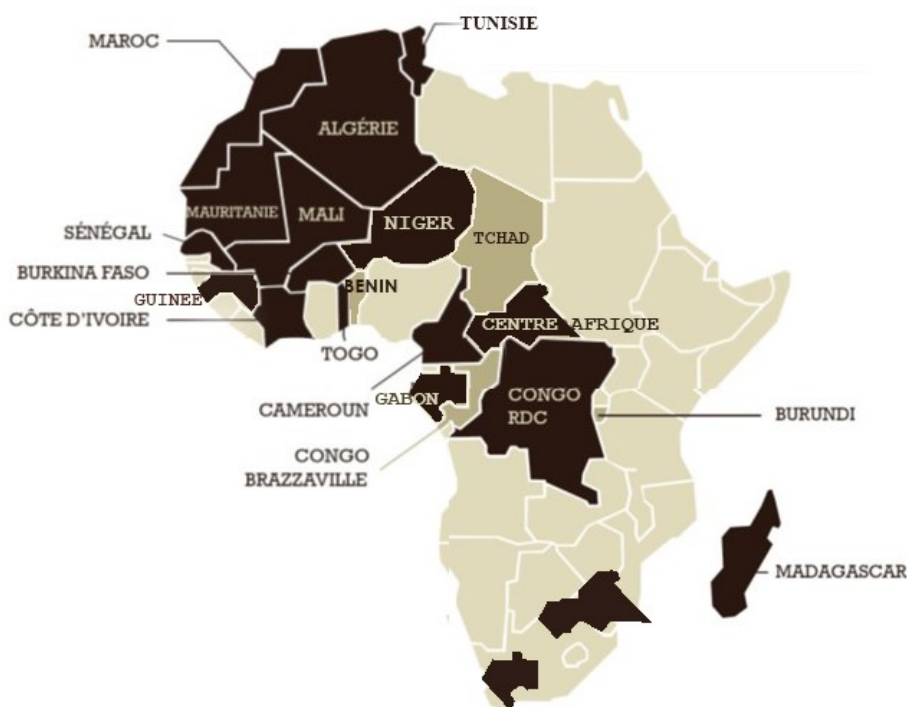 TUNISIE
MAROC
ALGÉRIE
MAURITANIE
MALI
NIGER
TCHAD
SÉNÉGAL
BURKINA FASO
BENIN
GUINEE
CÔTE D'IVOIRE
CENTRE AFRIQUE
TOGO
GABON
CONGO
RDC
CAMEROUN
BURUNDI
CONGO
BRAZZAVILLE
MADAGASCAR